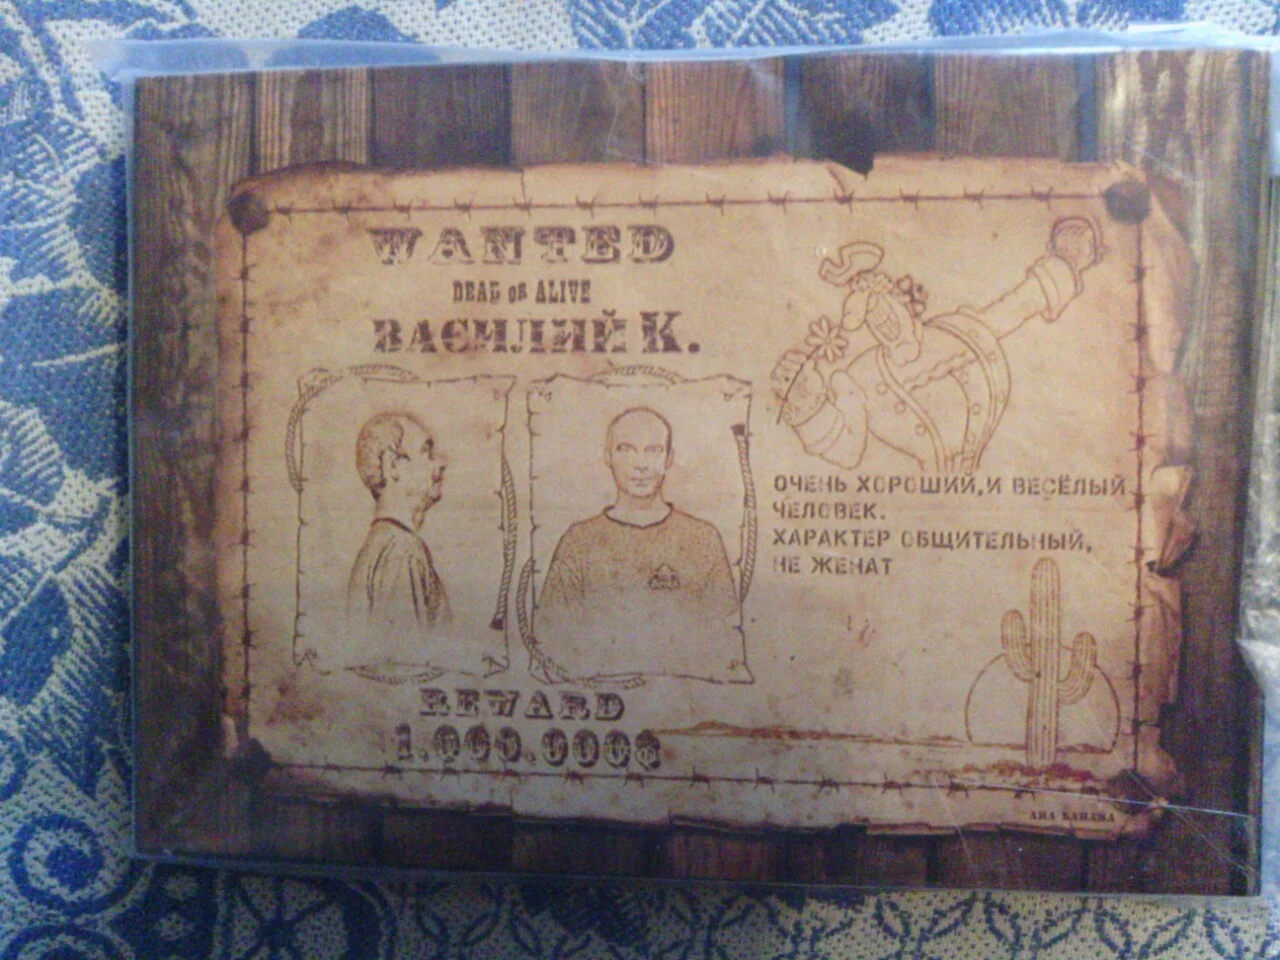 WANTED
DEAD OR ALIVE
ВАСИЛИЙ К.
ОЧЕНЬ ХОРОШИЙ, И ВЕСЁЛЫЙ
ЧЕЛОВЕК.
ХАРАКТЕР ОБЩИТЕЛЬНЫЙ,
НЕ ЖЕНАТ
REWARD
1.000.000$